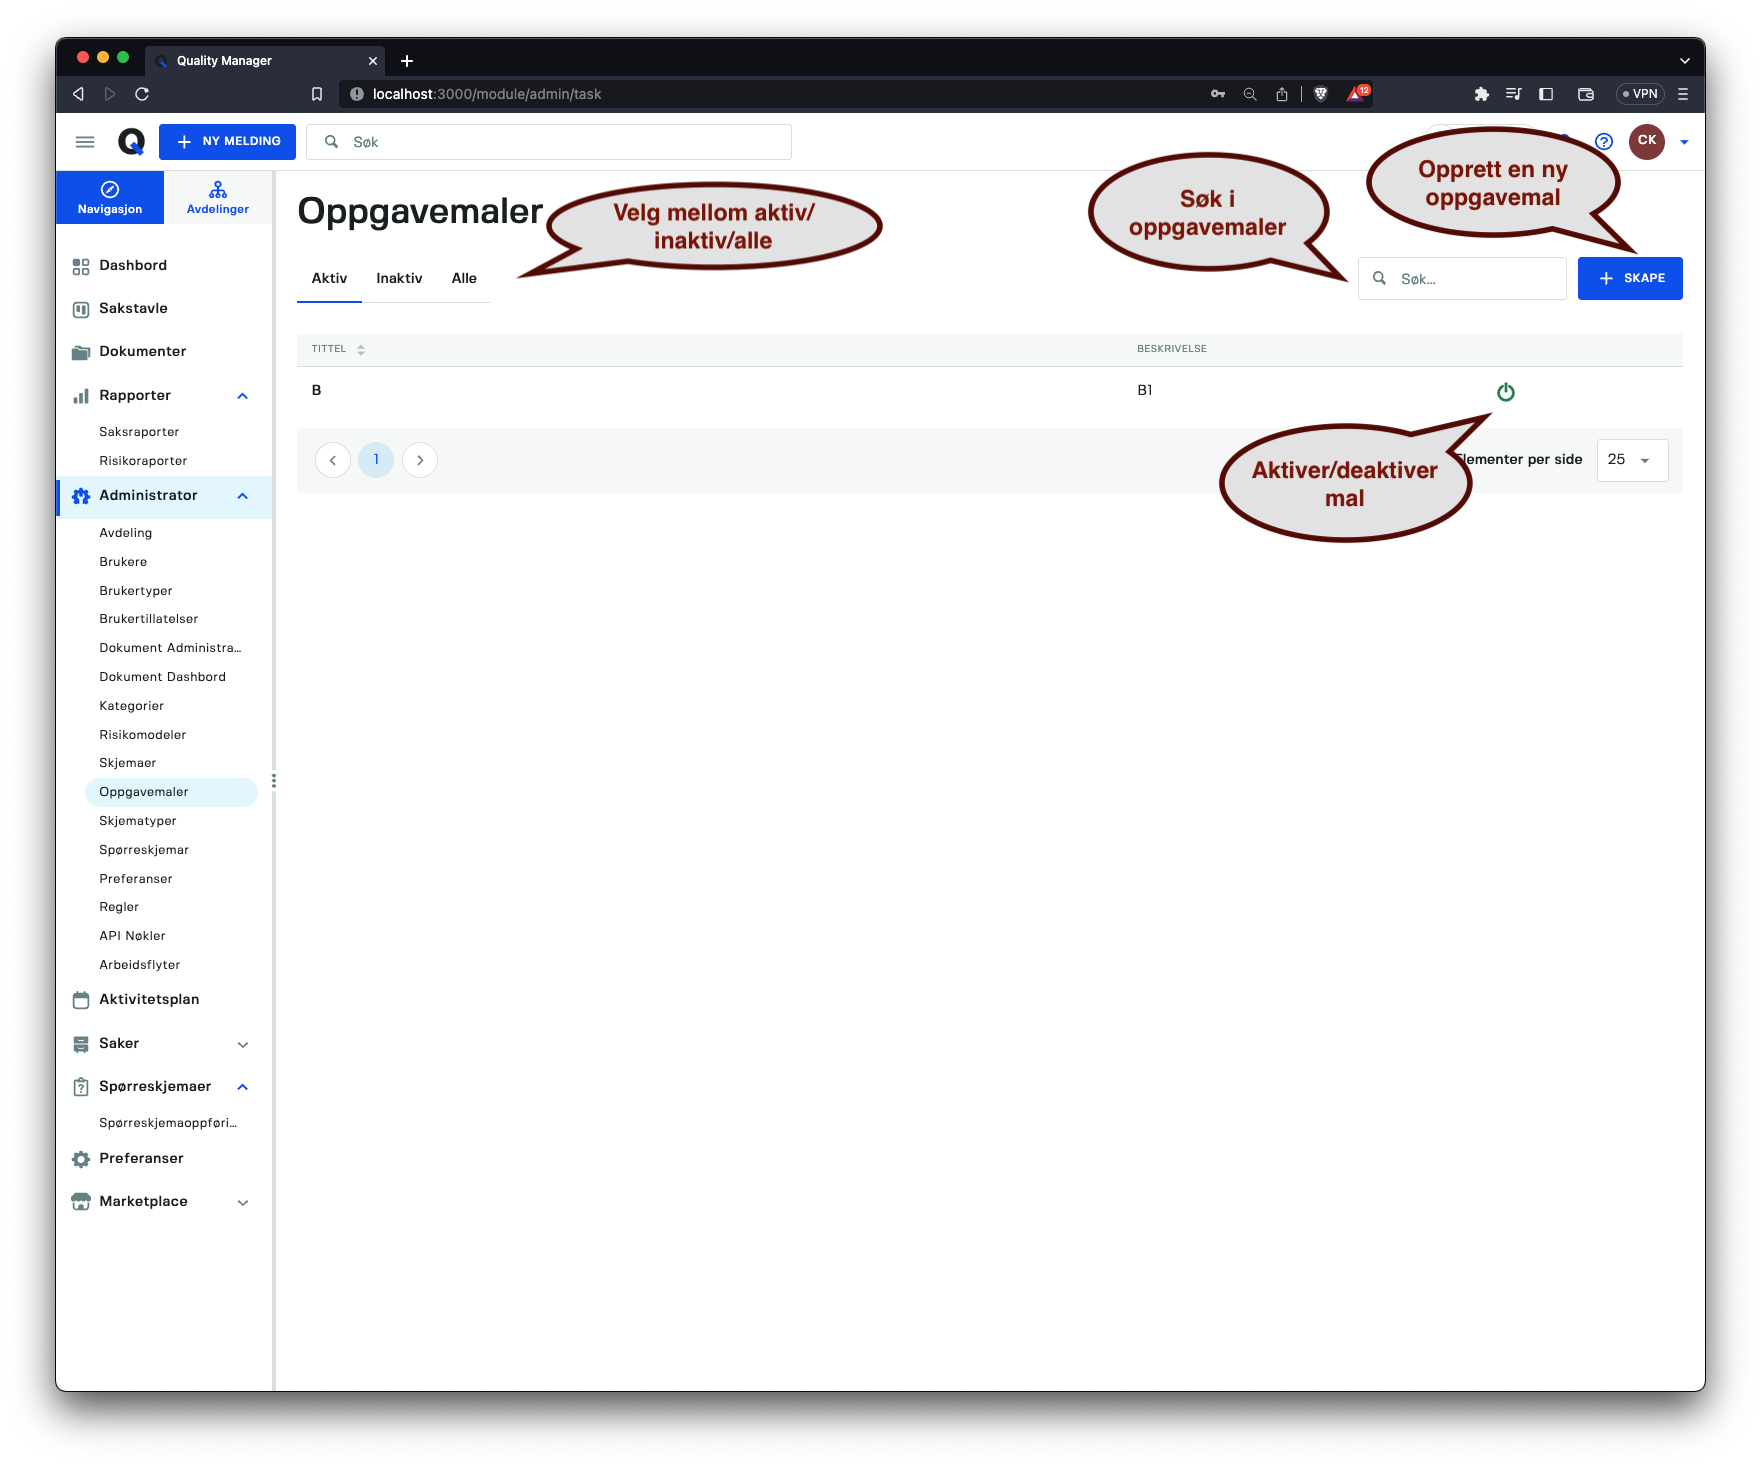 Quality Manager
localhost:3000/module/admin/task
12
VPN
NY MELDING
Søk
CK
Navigasjon
Avdelinger
Oppgavemaler
Velg mellom aktiv/
inaktiv/alle
Søk i
oppgavemaler
Opprett en ny
oppgavemal
Aktiv
Inaktiv
Alle
Søk...
SKAPE
TITTEL
BESKRIVELSE
B
B1
1
Aktiver/deaktiver
mal
Elementer per side
25
Dashbord
Sakstavle
Dokumenter
Rapporter
Saksraporter
Risikoraporter
Administrator
Avdeling
Brukere
Brukertyper
Brukertillatelser
Dokument Administra...
Dokument Dashbord
Kategorier
Risikomodeler
Skjemaer
Oppgavemaler
Skjematyper
Spørreskjemar
Preferanser
Regler
API Nøkler
Arbeidsflyter
Aktivitetsplan
Saker
Spørreskjemaer
Spørreskjemaoppføri...
Preferanser
Marketplace